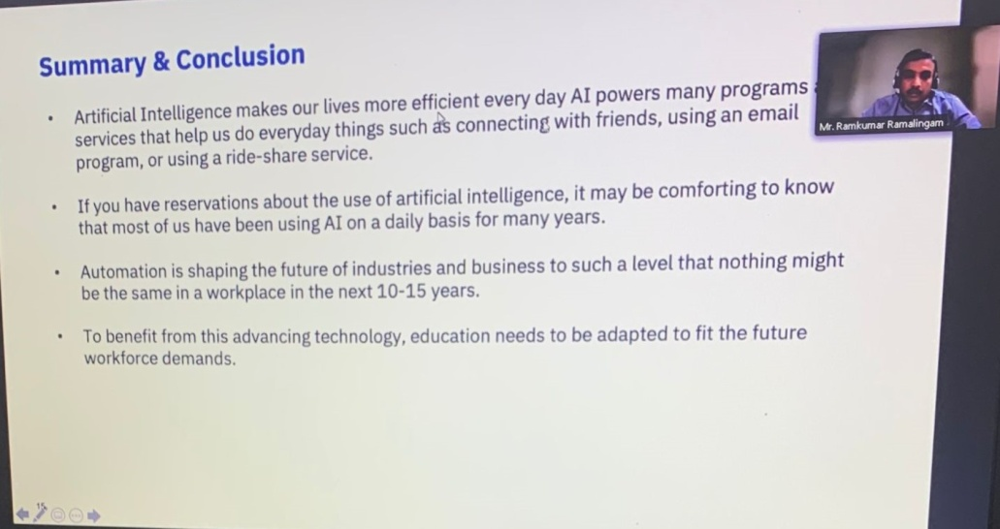 Summary & Conclusion
• Artificial Intelligence makes our lives more efficient every day AI powers many programs
services that help us do everyday things such as connecting with friends, using an email
program, or using a ride-share service.
• If you have reservations about the use of artificial intelligence, it may be comforting to know
that most of us have been using AI on a daily basis for many years.
• Automation is shaping the future of industries and business to such a level that nothing might
be the same in a workplace in the next 10-15 years.
• To benefit from this advancing technology, education needs to be adapted to fit the future
workforce demands.
Mr. Ramkumar Ramalingam
15